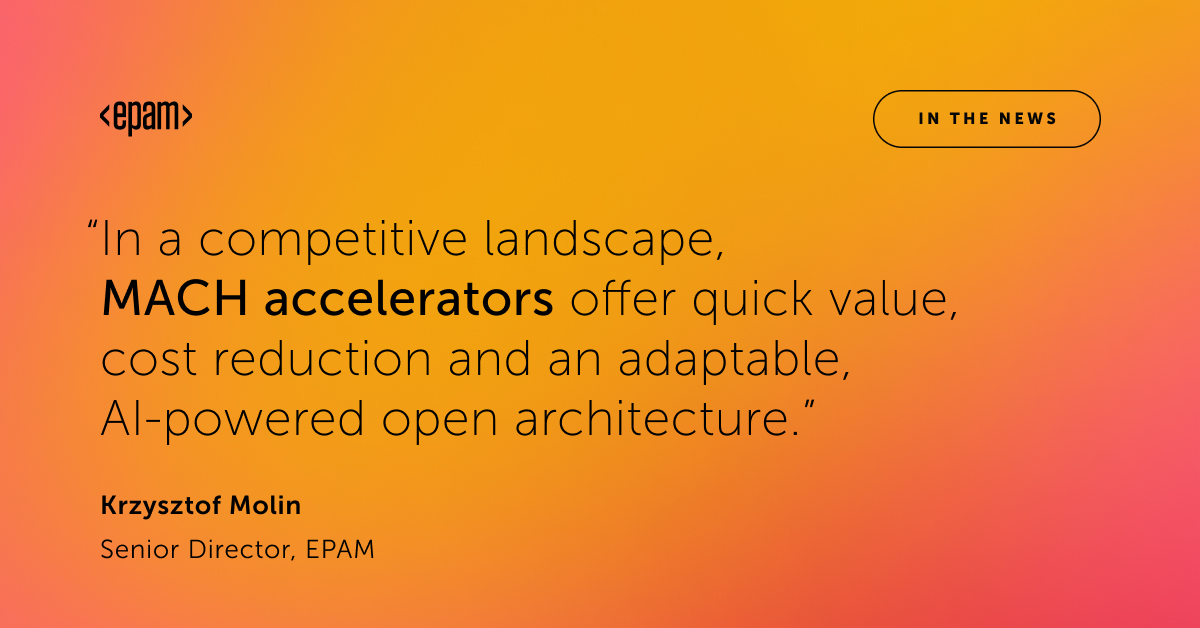 <epam>
IN THE NEWS
“In a competitive landscape,
MACH accelerators offer quick value,
cost reduction and an adaptable,
AI-powered open architecture.”
Krzysztof Molin
Senior Director, EPAM